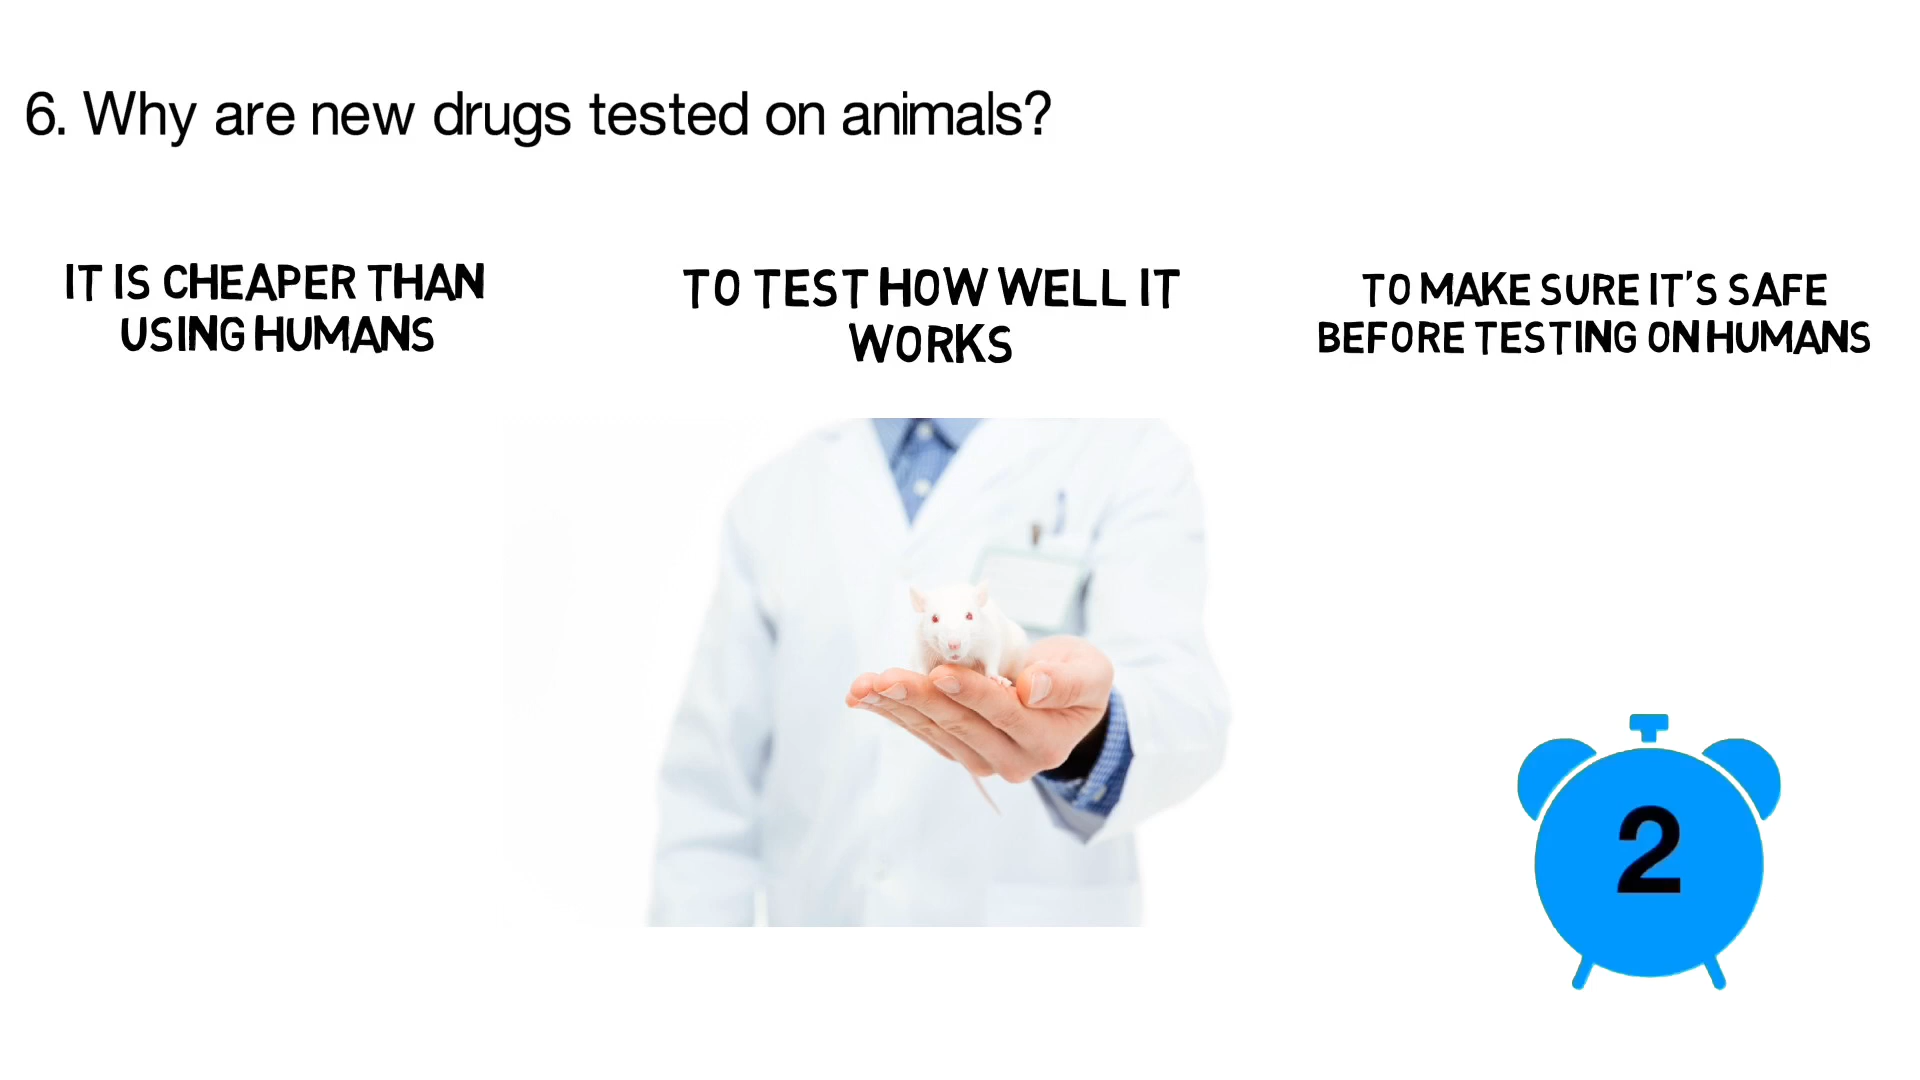 6. Why are new drugs tested on animals?
IT IS CHEAPER THAN
USING HUMANS
TO TEST HOW WELL IT
WORKS
TO MAKE SURE IT'S SAFE
BEFORE TESTING ON HUMANS
2